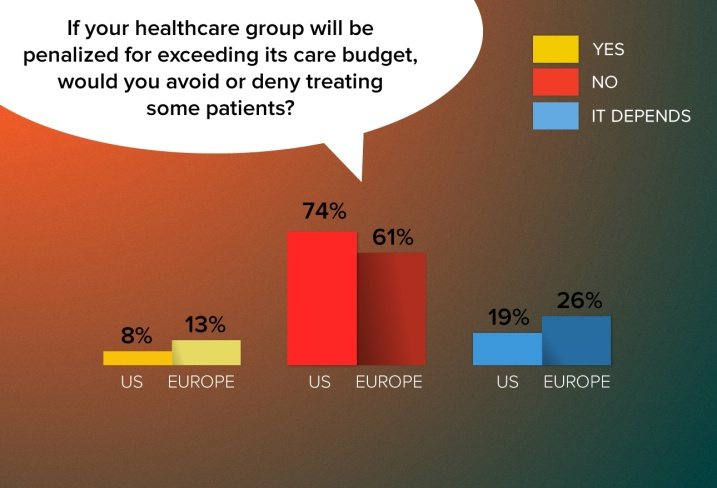 If your healthcare group will be
penalized for exceeding its care budget,
would you avoid or deny treating
some patients?
YES
NO
IT DEPENDS
74%
61%
8%
13%
19%
26%
US
EUROPE
US
EUROPE
US
EUROPE